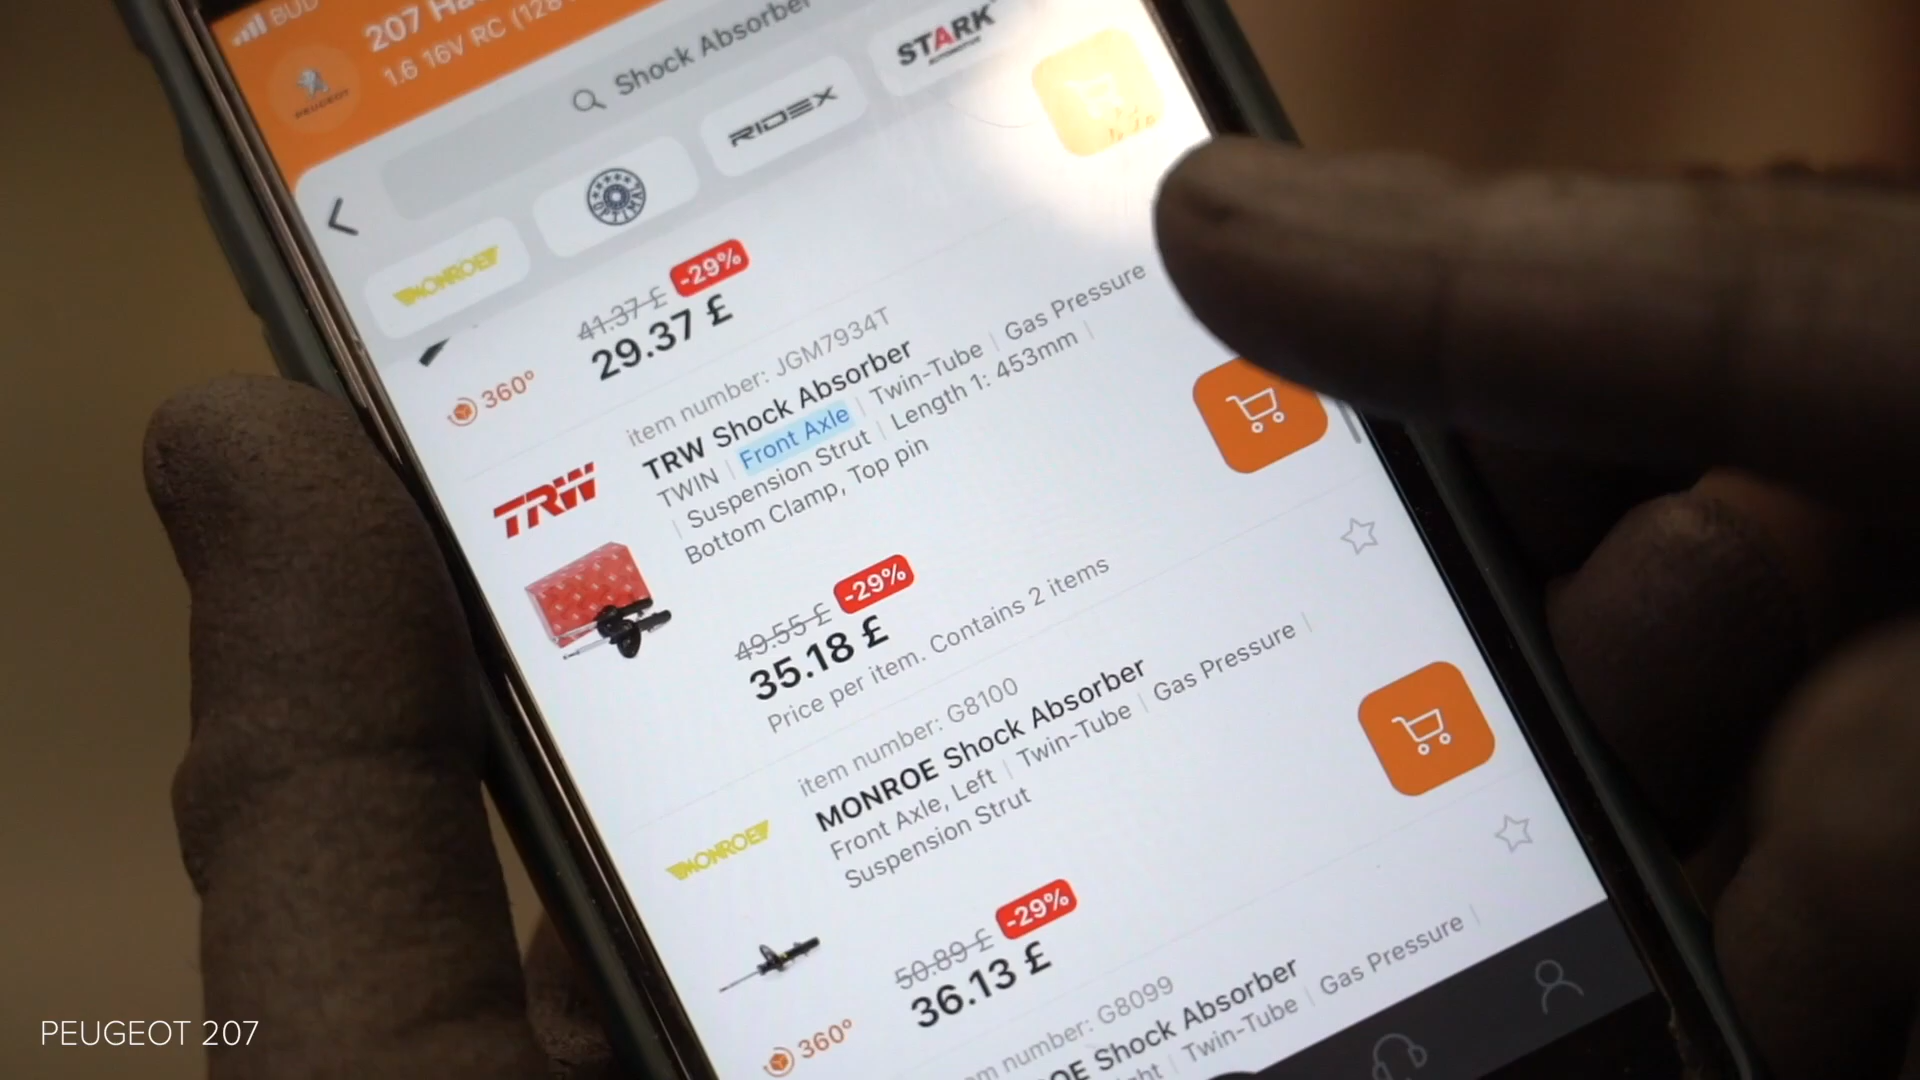 BUD
207
1.6 16V RC (128
PEUGEOT
Shock Absorber
STARK
AUTOMOTIVE
RIDEX
OPTIMAL
MONROE
41.37 £ -29%
29.37 £
360°
item number: JGM7934T
TRW Shock Absorber
TWIN | Front Axle | Twin-Tube | Gas Pressure
| Suspension Strut | Length 1: 453mm |
Bottom Clamp, Top pin
TRW
49.55 £ -29%
35.18 £
Price per item. Contains 2 items
item number: G8100
MONROE Shock Absorber
Front Axle, Left | Twin-Tube | Gas Pressure |
Suspension Strut
MONROE
50.89 £ -29%
36.13 £
360°
number: G8099
OE Shock Absorber
ht | Twin-Tube | Gas Pressure |
PEUGEOT 207